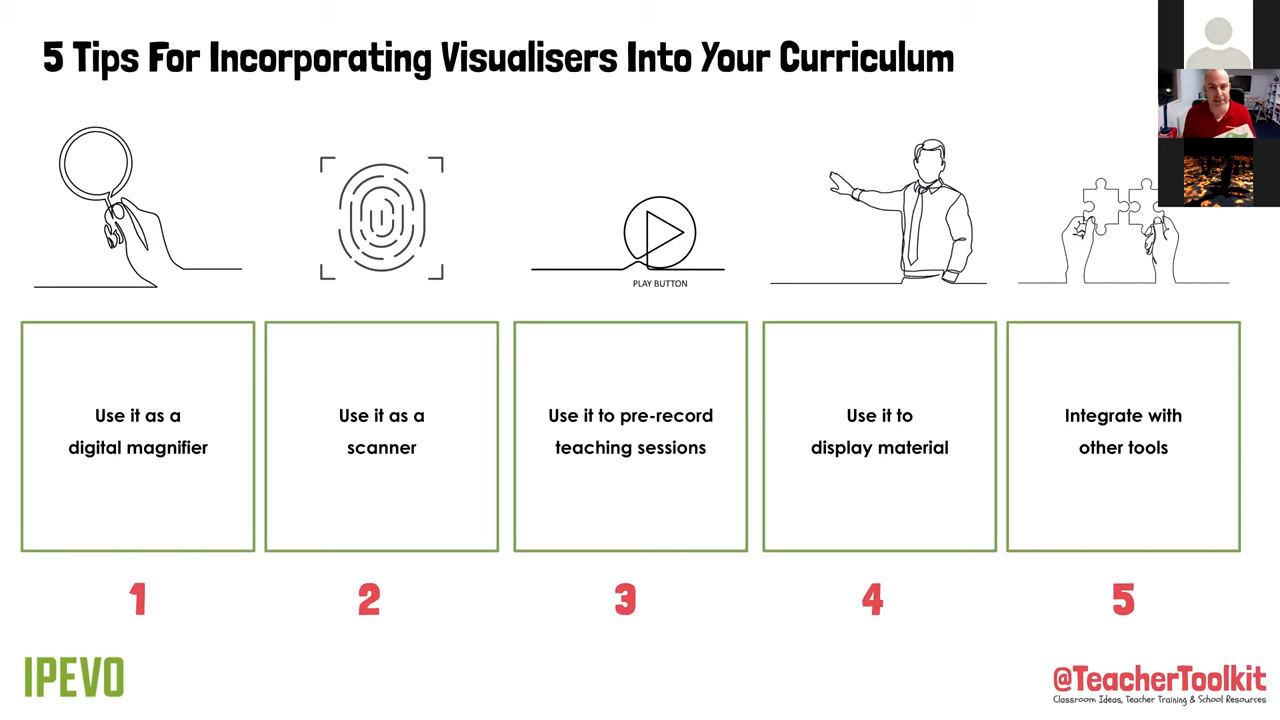 5 Tips For Incorporating Visualisers Into Your Curriculum
PLAY BUTTON
Use it as a
digital magnifier
Use it as a
scanner
Use it to pre-record
teaching sessions
Use it to
display material
Integrate with
other tools
1
2
3
4
5
IPEVO
@TeacherToolkit
Classroom Ideas, Teacher Training & School Resources